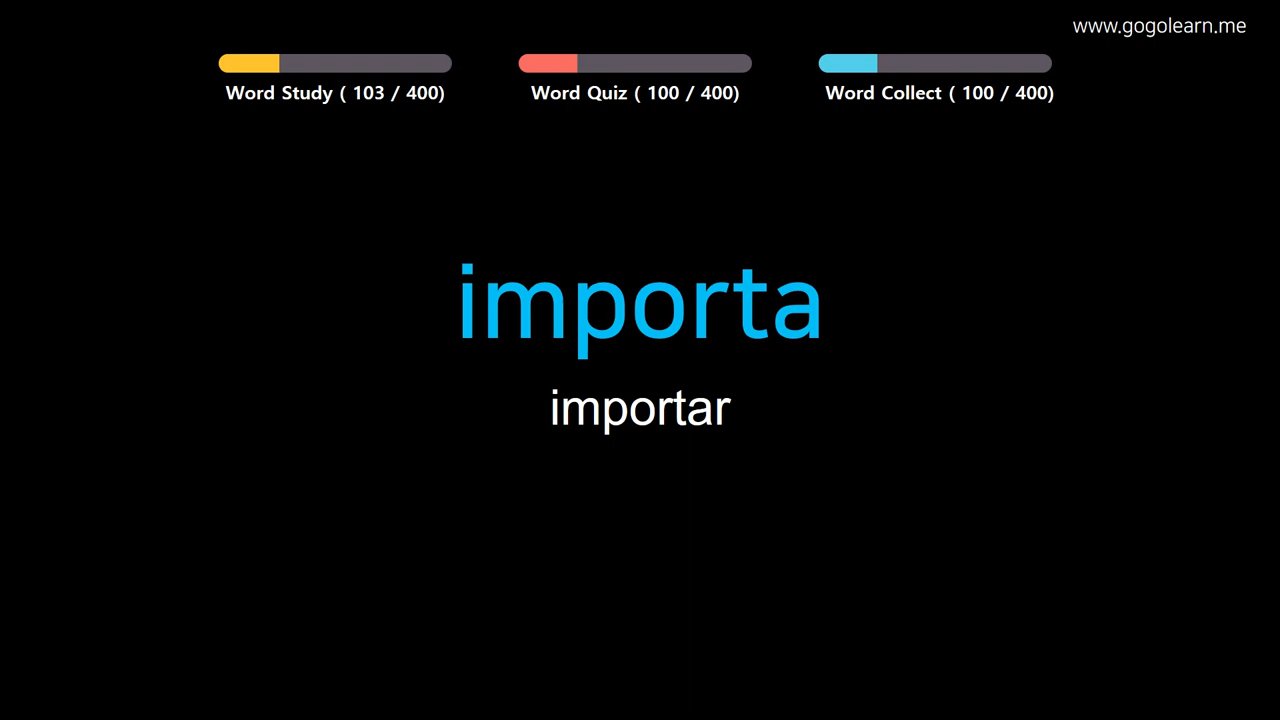 www.gogolearn.me
Word Study ( 103 / 400)
Word Quiz ( 100 / 400)
Word Collect ( 100 / 400)
importa
importar